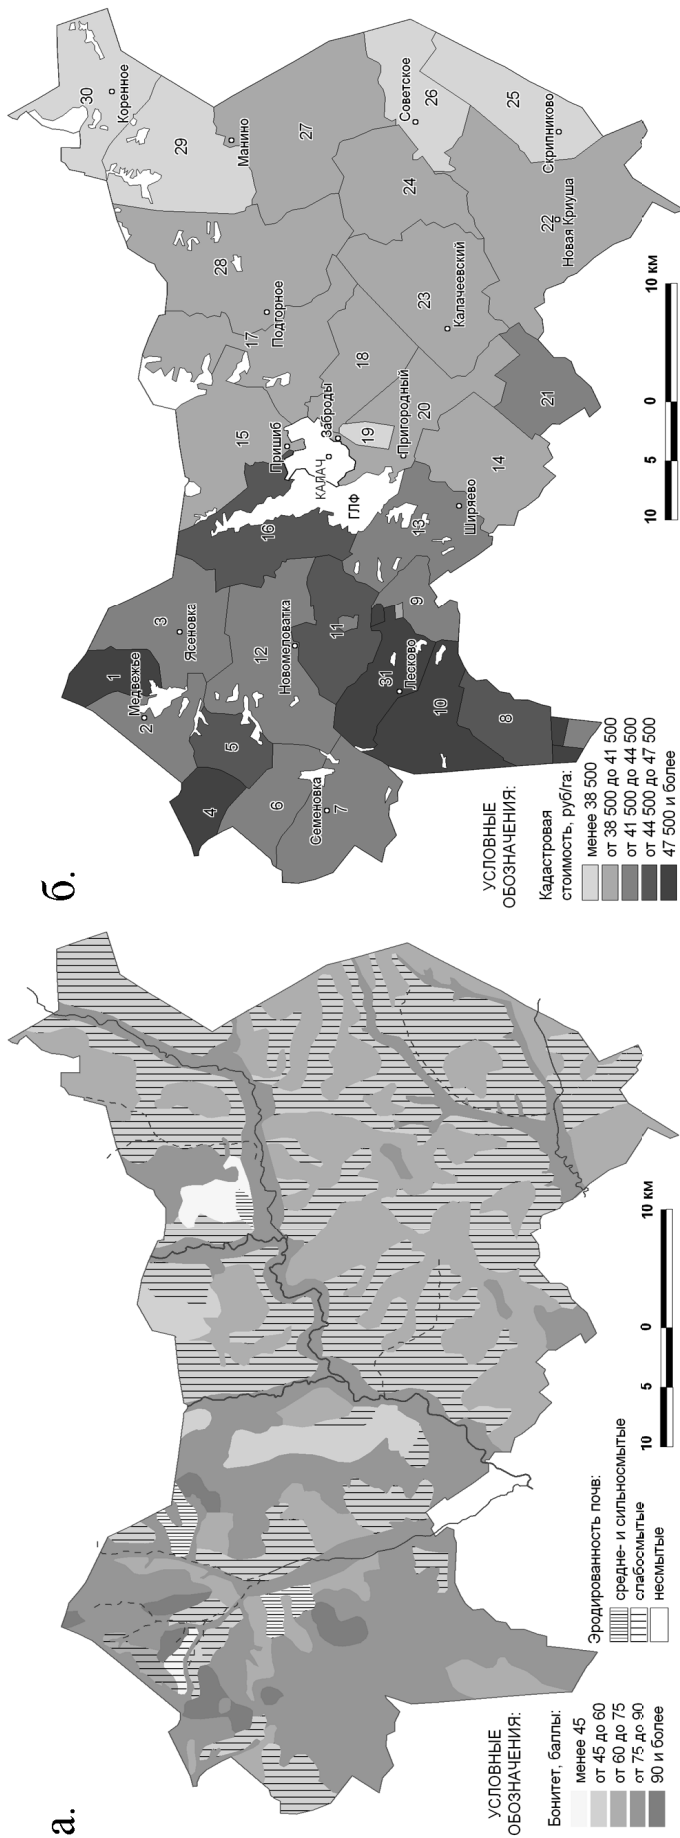 а.
УСЛОВНЫЕ
ОБОЗНАЧЕНИЯ:
Бонитет, баллы:
менее 45
от 45 до 60
от 60 до 75
от 75 до 90
90 и более
Эродированность почв:
средне- и сильносмытые
слабосмытые
несмытые
10 5 0 10 км
б.
1
Медвежье
2
3
Ясеновка
4
5
6
Семеновка
7
12
Новомеловатка
11
16
15
Пришиб
КАЛАЧ
Заброды
ГЛФ
19
Пригородный
18
17
Подгорное
28
29
30
Коренное
Манино
27
24
23
Калачеевский
20
13
Ширяево
14
21
22
Новая Криуша
Советское
26
25
Скрипниково
9
31
Лесково
10
8
УСЛОВНЫЕ
ОБОЗНАЧЕНИЯ:
Кадастровая
стоимость, руб/га:
менее 38 500
от 38 500 до 41 500
от 41 500 до 44 500
от 44 500 до 47 500
47 500 и более
10 5 0 10 км